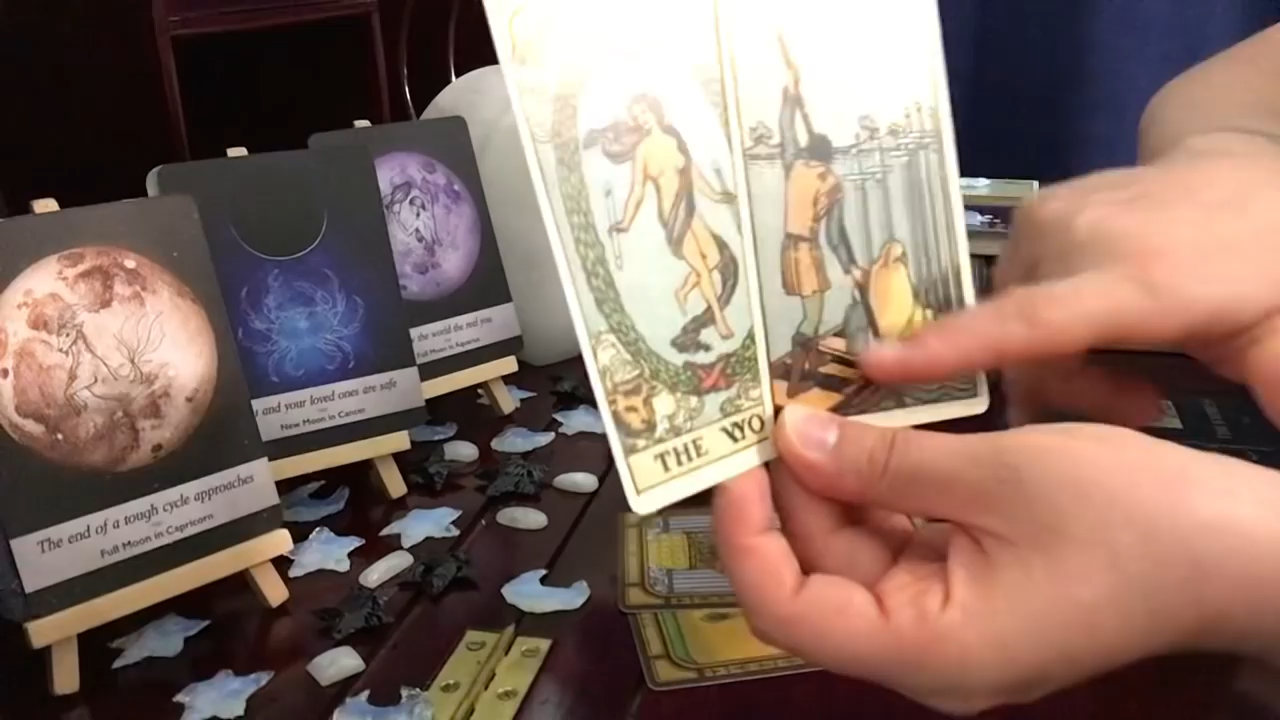 The end of a tough cycle approaches
Full Moon in Capricorn
and your loved ones are safe
New Moon in Cancer
the world the real you
Full Moon in Aquarius
THE WO